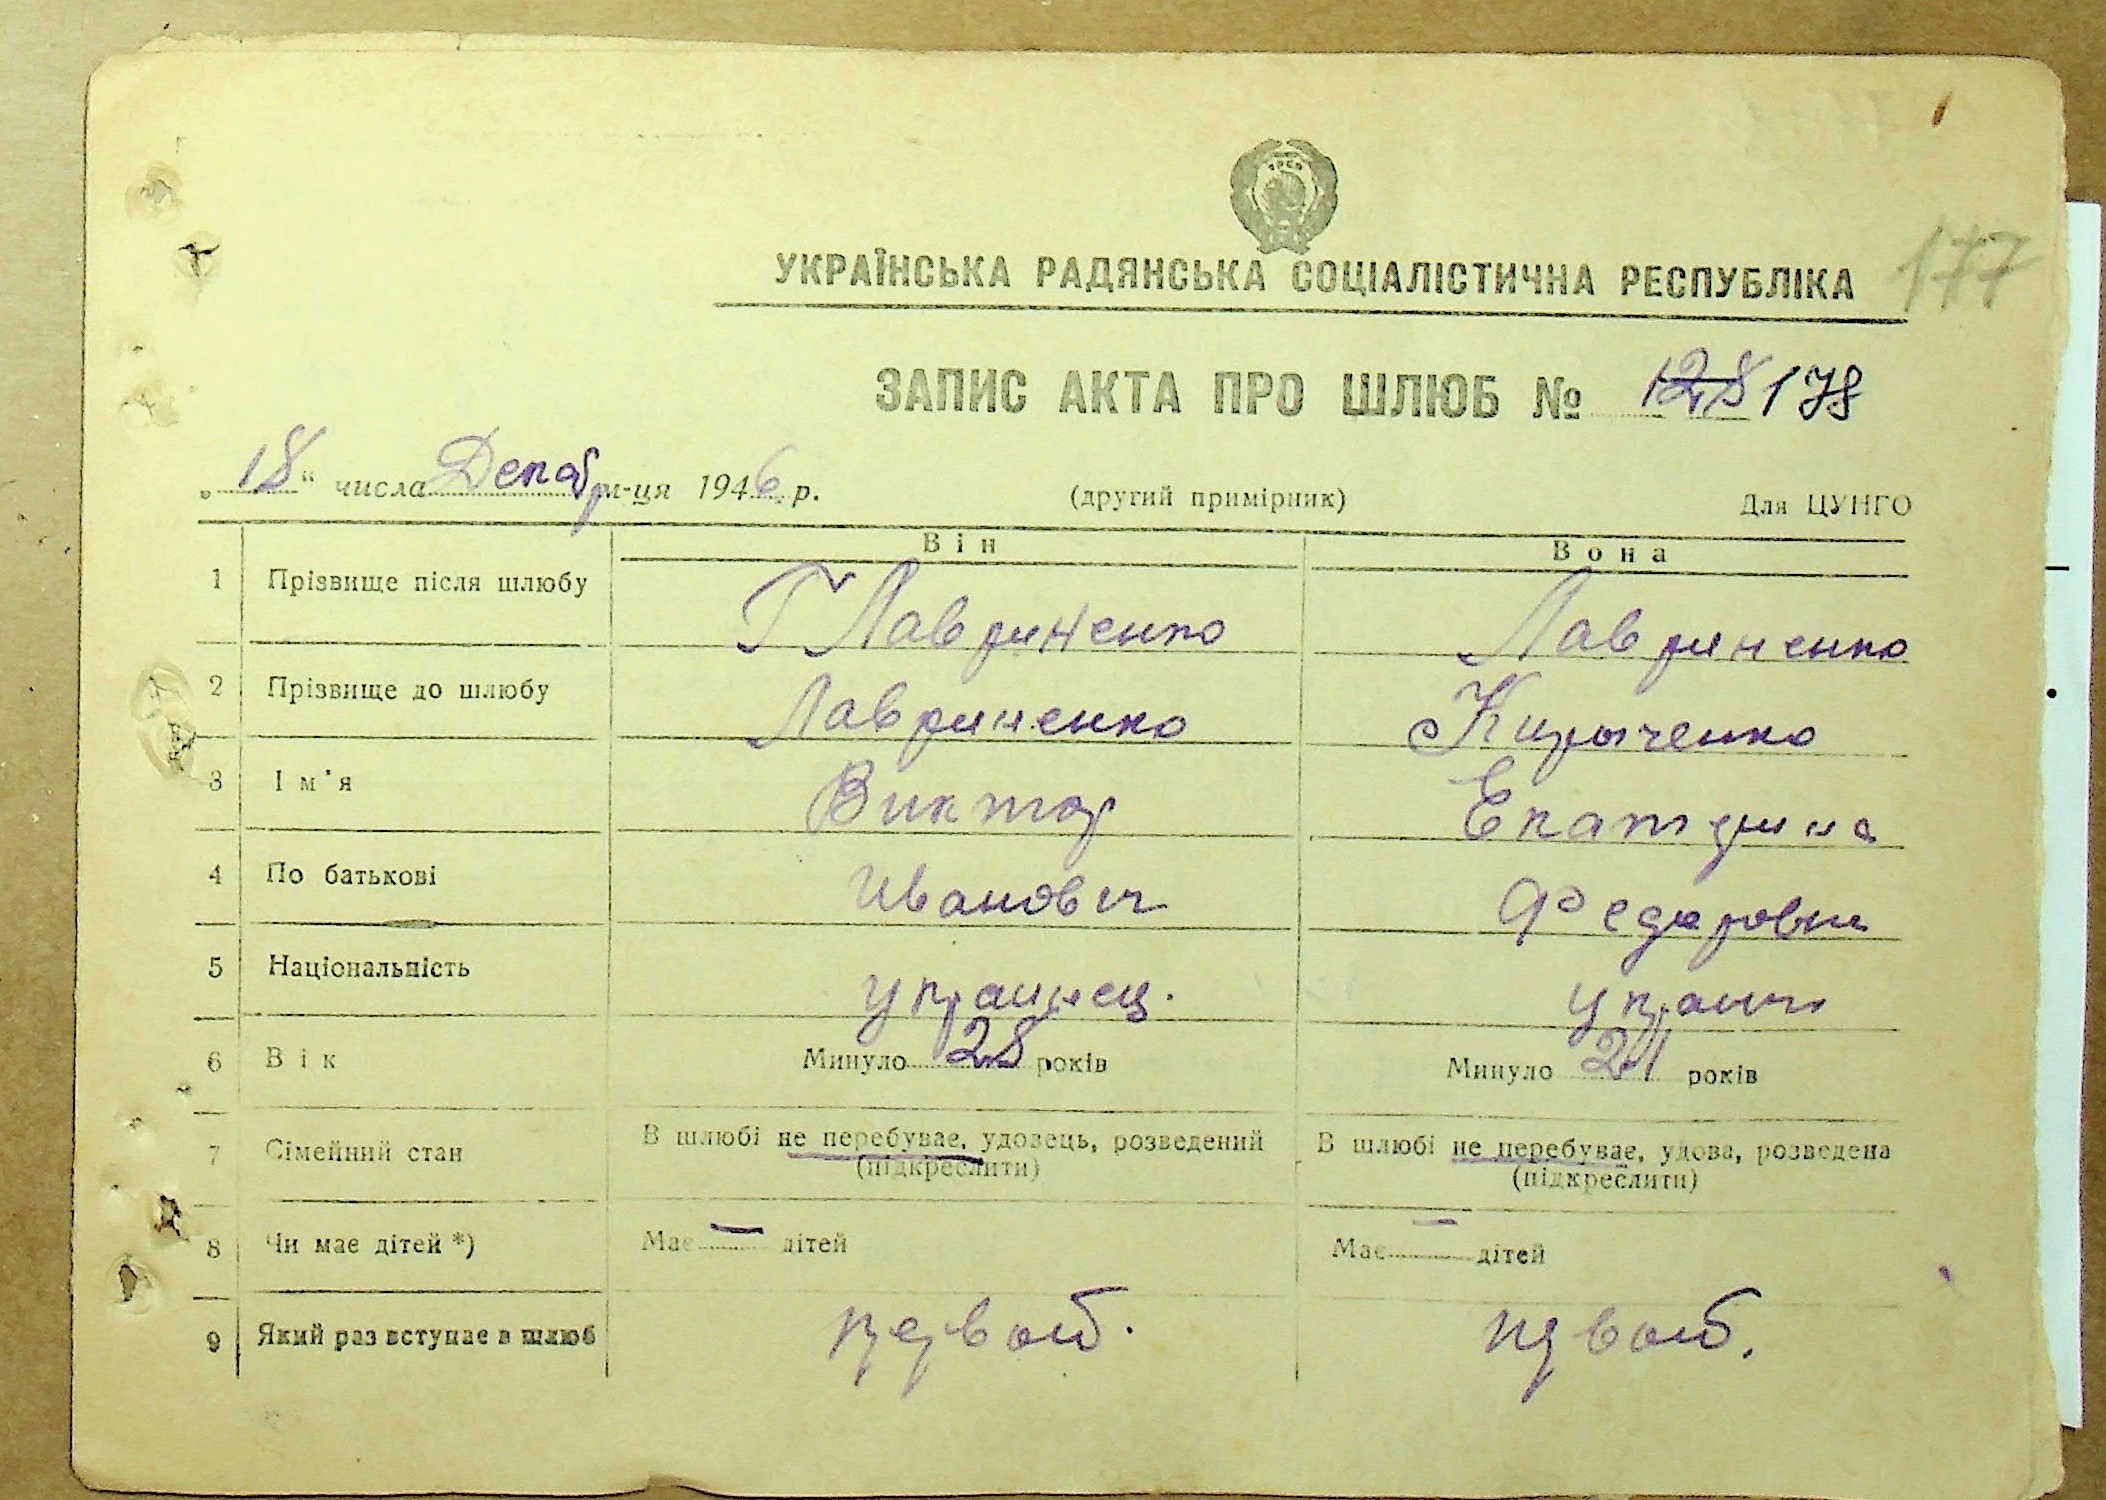 УКРАЇНСЬКА РАДЯНСЬКА СОЦІАЛІСТИЧНА РЕСПУБЛІКА 177
ЗАПИС АКТА ПРО ШЛЮБ № 128 178
„18“ числа Декабр м-ця 1946 р. (другий примірник) Для ЦУНГО
Він Вона
1 Прізвище після шлюбу Г Лавриненко Лавриненко
2 Прізвище до шлюбу Лавриненко Кирыченко
3 Ім'я Виктор Екатерина
4 По батькові Иванович Федоровна
5 Національність украинец. украин
6 Вік Минуло 28 років Минуло 21 років
7 Сімейний стан В шлюбі не перебуває, удовець, розведений В шлюбі не перебуває, удова, розведена
(підкреслити) (підкреслити)
8 Чи має дітей *) Має — дітей Має — дітей
9 Який раз вступає в шлюб первый. первый.